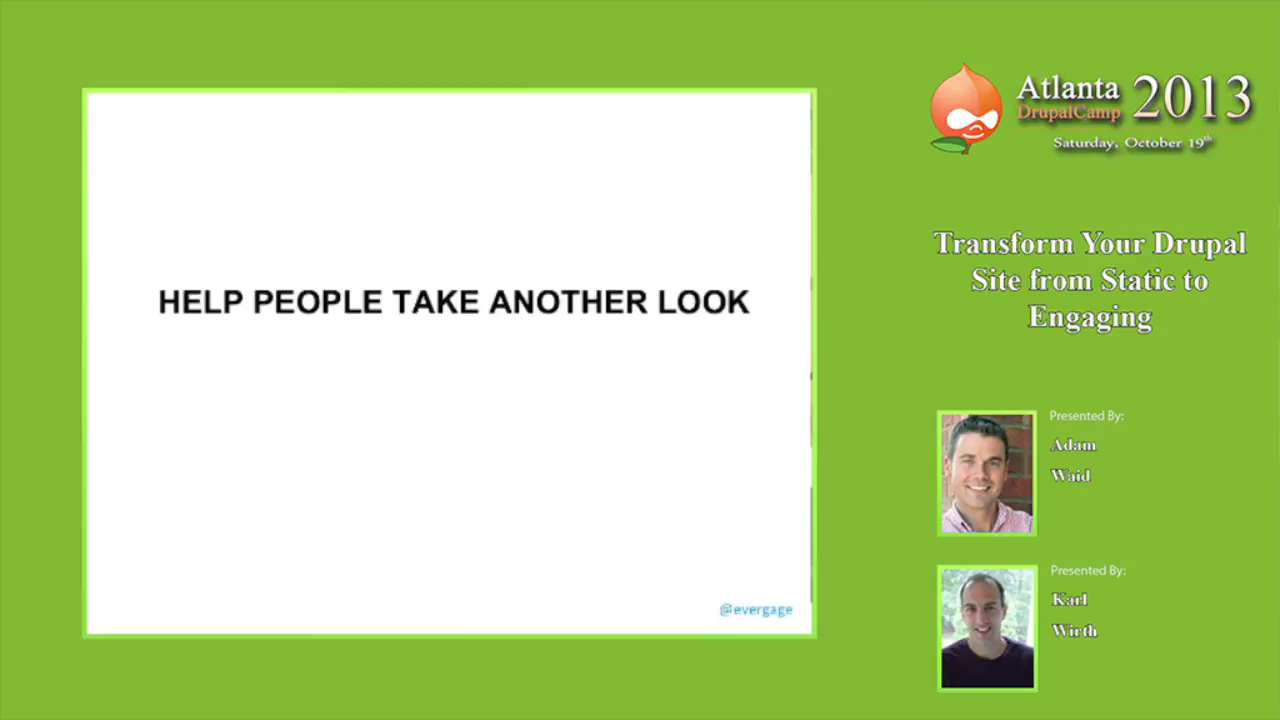 HELP PEOPLE TAKE ANOTHER LOOK
@evergage
Atlanta
DrupalCamp
2013
Saturday, October 19th
Transform Your Drupal
Site from Static to
Engaging
Presented By:
Adam
Waid
Presented By:
Karl
Wirth